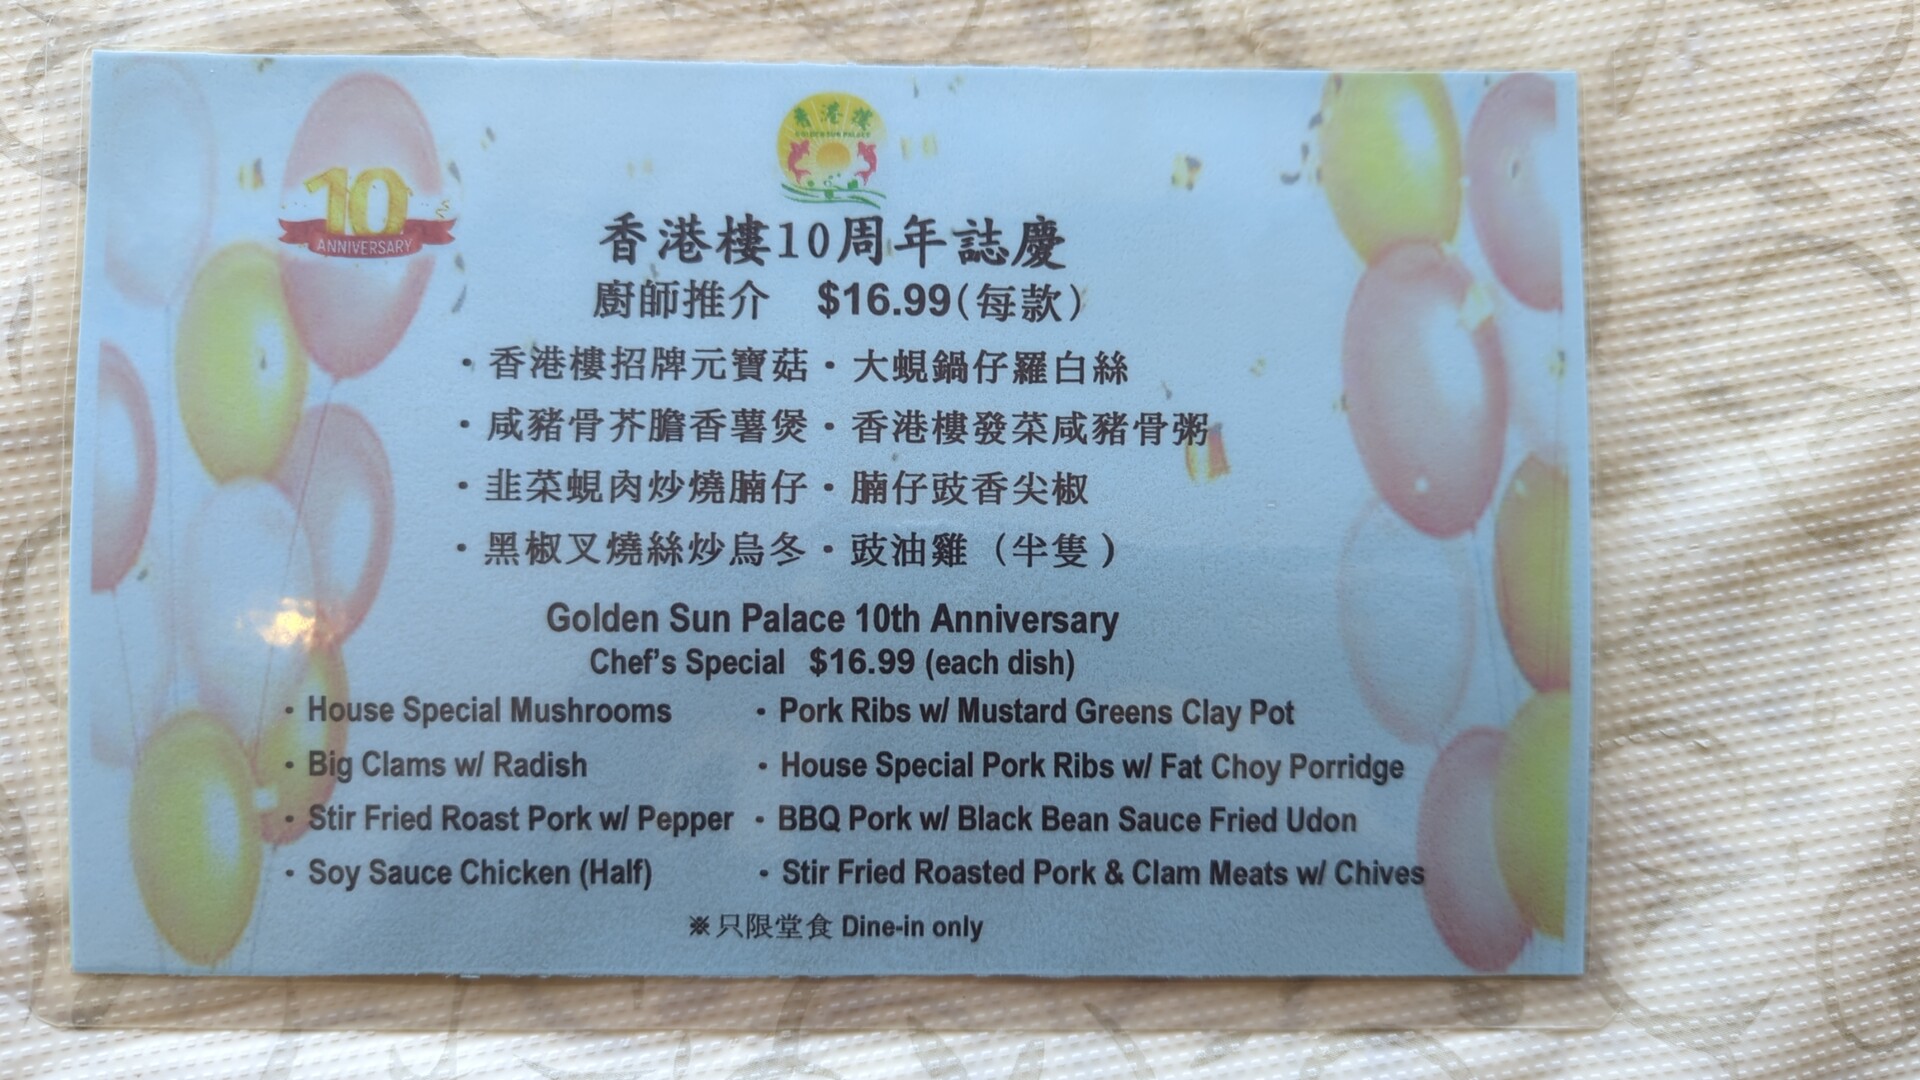 香港樓
GOLDEN SUN PALACE
10
ANNIVERSARY
香港樓10周年誌慶
廚師推介 $16.99(每款)
・香港樓招牌元寶菇・大蜆鍋仔羅白絲
・咸豬骨芥膽香薯煲・香港樓發菜咸豬骨粥
・韭菜蜆肉炒燒腩仔・腩仔豉香尖椒
・黑椒叉燒絲炒烏冬・豉油雞（半隻）
Golden Sun Palace 10th Anniversary
Chef's Special $16.99 (each dish)
・House Special Mushrooms ・Pork Ribs w/ Mustard Greens Clay Pot
・Big Clams w/ Radish ・House Special Pork Ribs w/ Fat Choy Porridge
・Stir Fried Roast Pork w/ Pepper ・BBQ Pork w/ Black Bean Sauce Fried Udon
・Soy Sauce Chicken (Half) ・Stir Fried Roasted Pork & Clam Meats w/ Chives
※只限堂食 Dine-in only